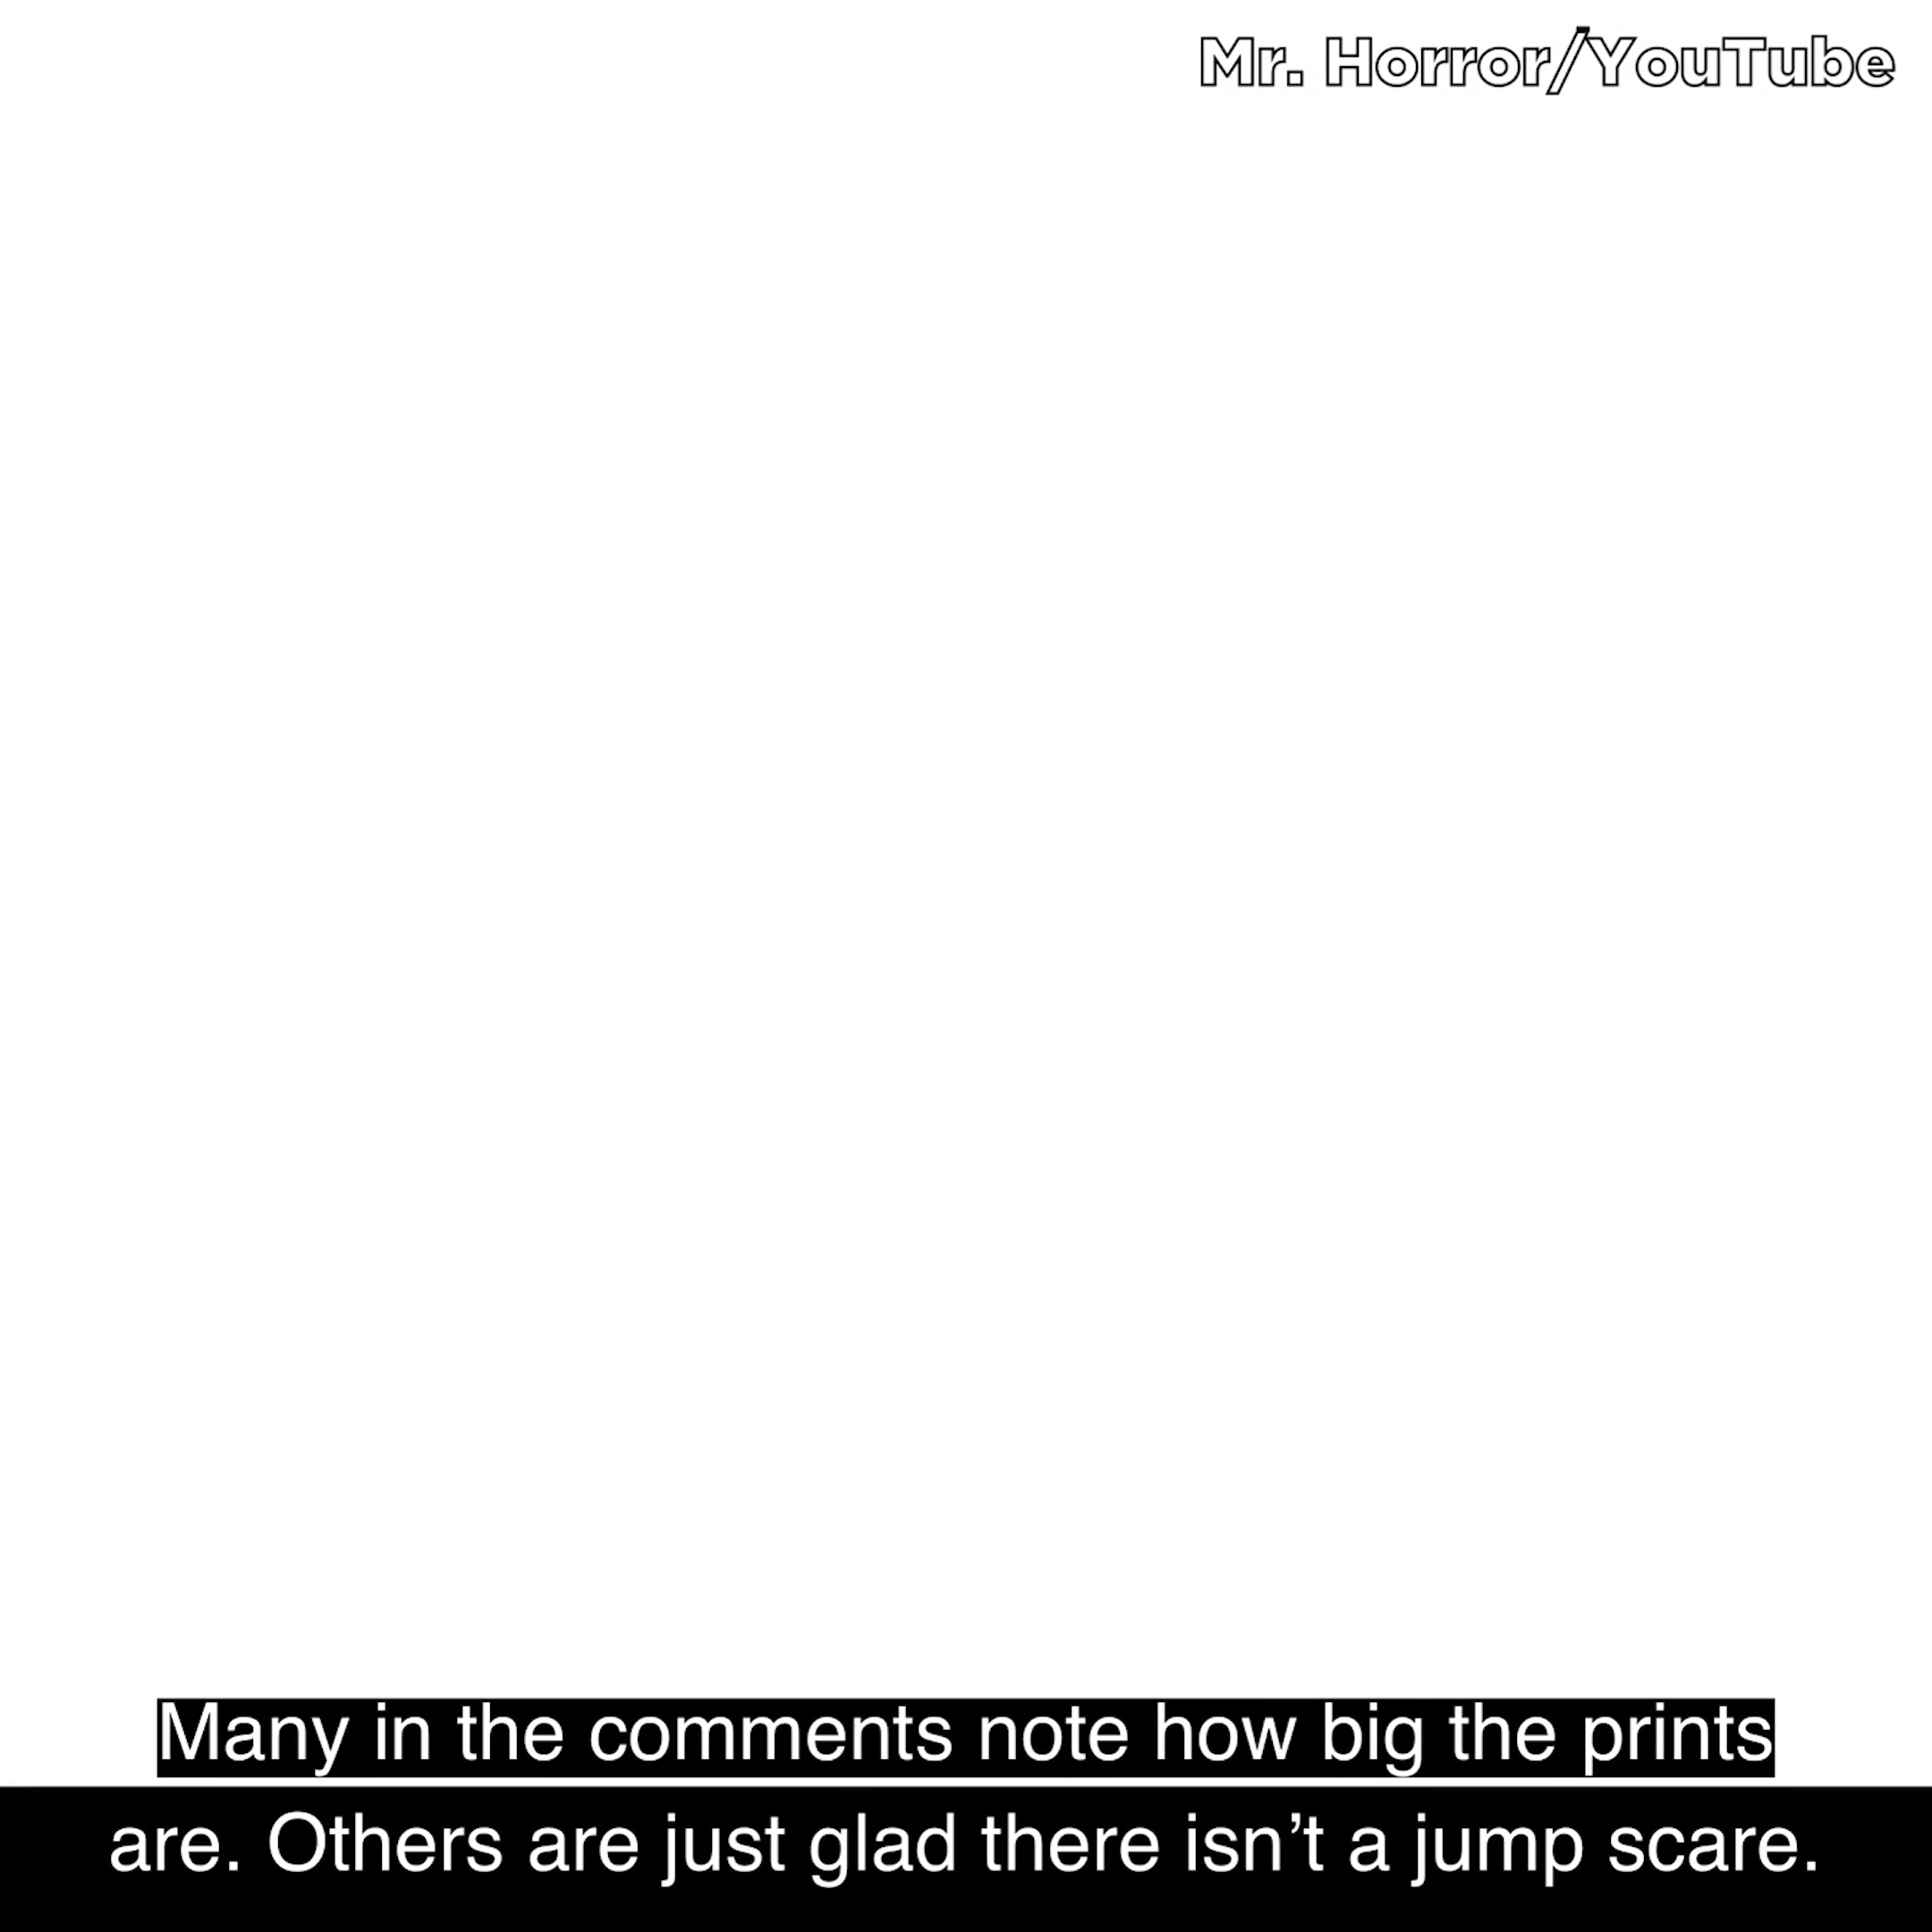 Mr. Horror/YouTube
Many in the comments note how big the prints
are. Others are just glad there isn’t a jump scare.